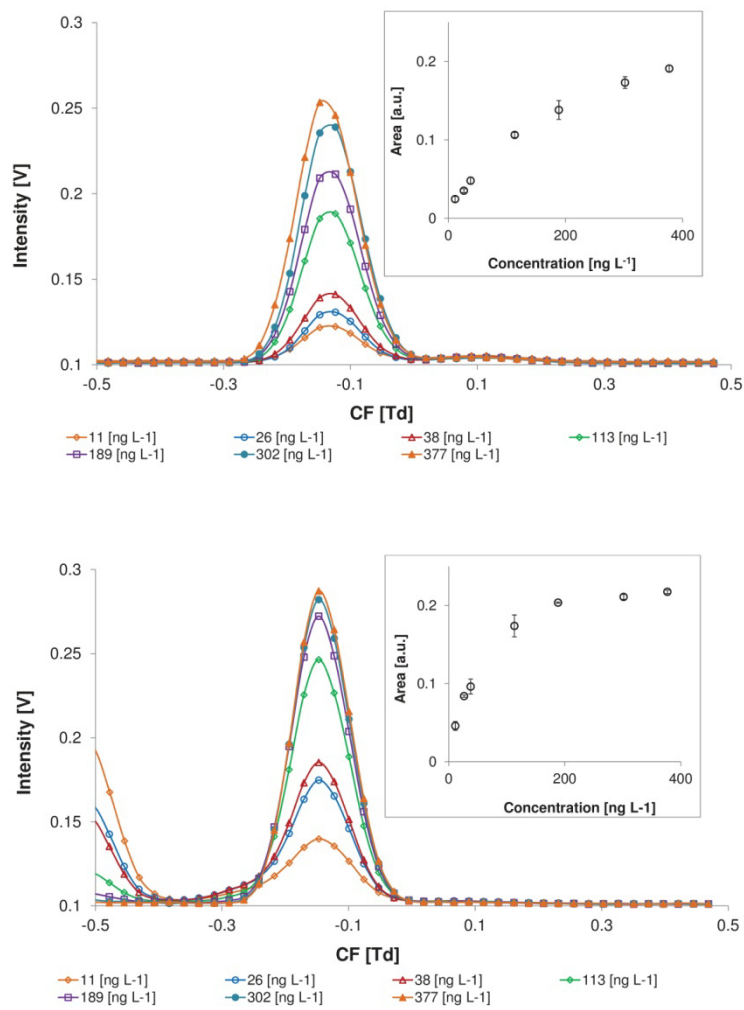 0.3
0.25
0.2
0.15
0.1
Intensity [V]
-0.5 -0.3 -0.1 0.1 0.3 0.5
CF [Td]
0.2
0.1
0
Area [a.u.]
0 200 400
Concentration [ng L⁻¹]
11 [ng L-1] 26 [ng L-1] 38 [ng L-1] 113 [ng L-1]
189 [ng L-1] 302 [ng L-1] 377 [ng L-1]
0.3
0.25
0.2
0.15
0.1
Intensity [V]
-0.5 -0.3 -0.1 0.1 0.3 0.5
CF [Td]
0.2
0.1
0
Area [a.u.]
0 200 400
Concentration [ng L-1]
11 [ng L-1] 26 [ng L-1] 38 [ng L-1] 113 [ng L-1]
189 [ng L-1] 302 [ng L-1] 377 [ng L-1]